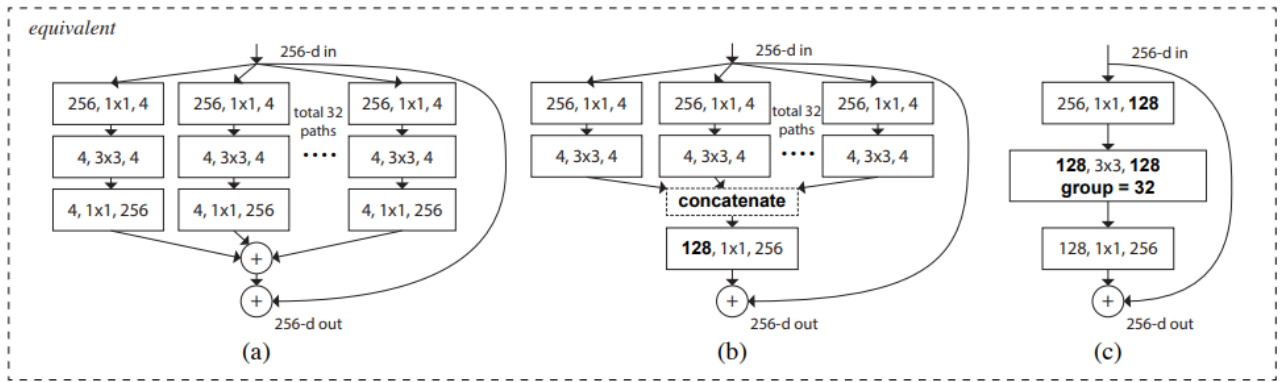 equivalent
256-d in
256, 1x1, 4
256, 1x1, 4
256, 1x1, 4
total 32
paths
....
4, 3x3, 4
4, 3x3, 4
4, 3x3, 4
4, 1x1, 256
4, 1x1, 256
4, 1x1, 256
+
+
256-d out
(a)
256-d in
256, 1x1, 4
256, 1x1, 4
256, 1x1, 4
total 32
paths
....
4, 3x3, 4
4, 3x3, 4
4, 3x3, 4
concatenate
128, 1x1, 256
+
256-d out
(b)
256-d in
256, 1x1, 128
128, 3x3, 128
group = 32
128, 1x1, 256
+
256-d out
(c)